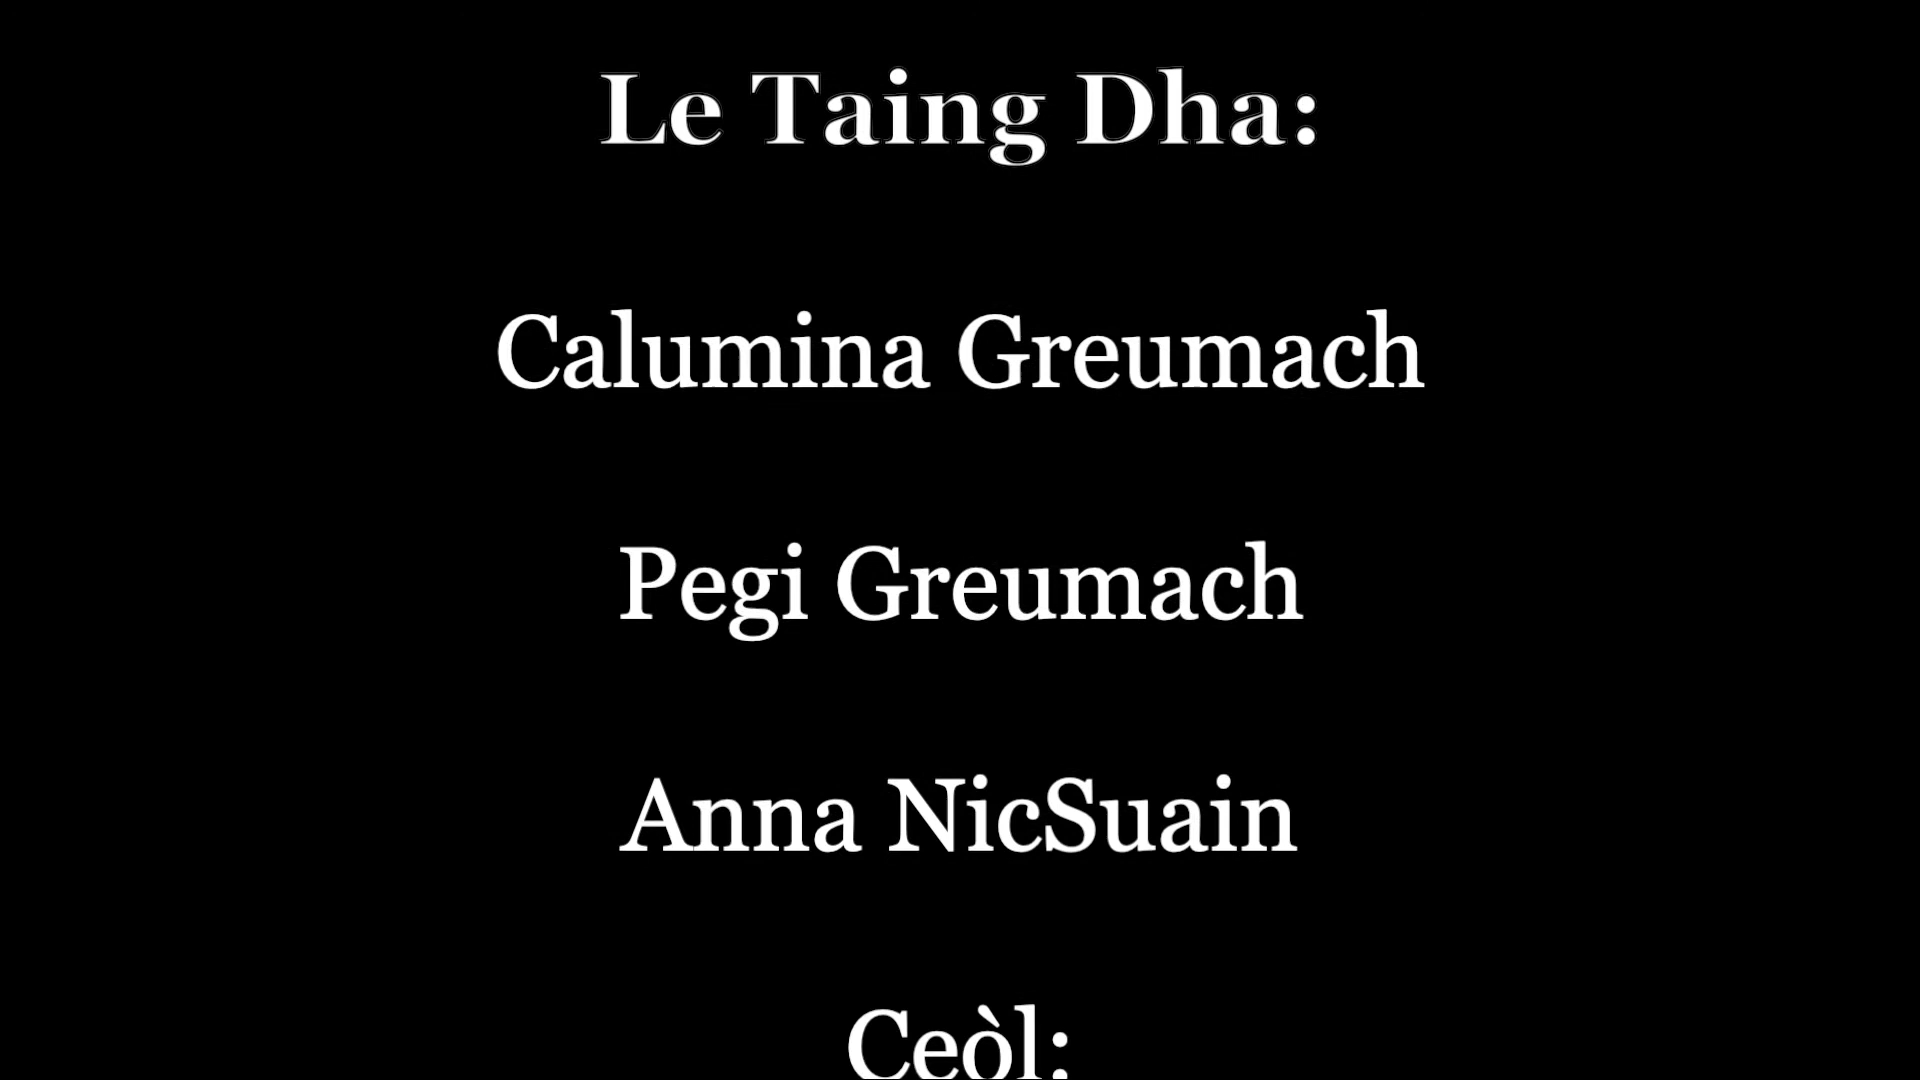 Le Taing Dha:
Calumina Greumach
Pegi Greumach
Anna NicSuain
Ceòl: